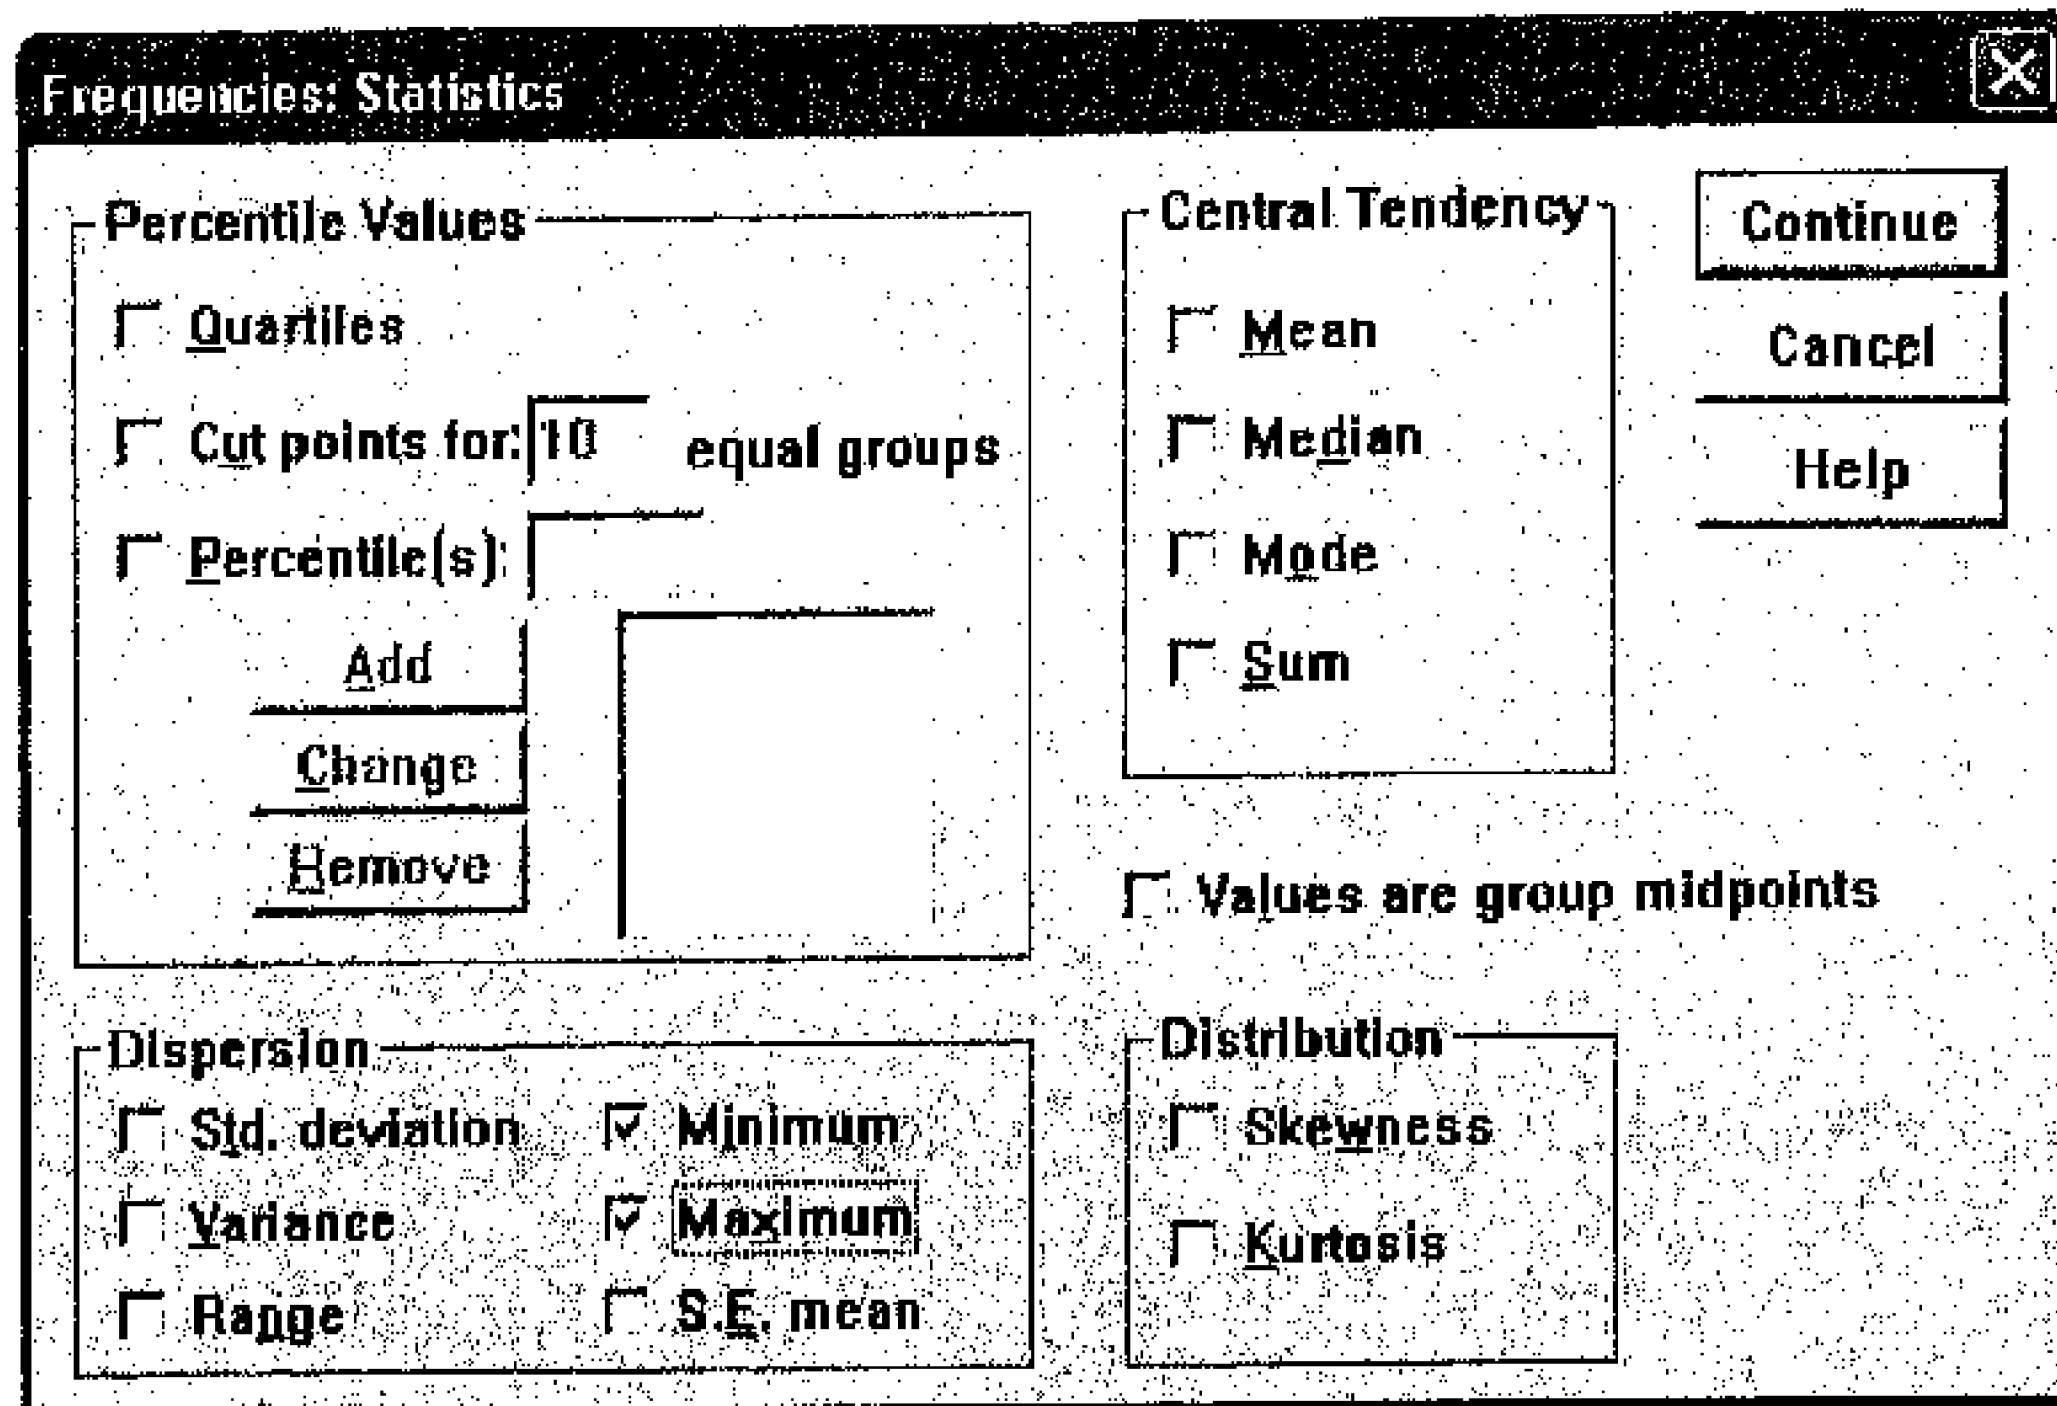 Frequencies: Statistics
Percentile Values
Quartiles
Cut points for: 10 equal groups
Percentile(s):
Add
Change
Remove
Central Tendency
Mean
Median
Mode
Sum
Continue
Cancel
Help
Values are group midpoints
Dispersion
Std. deviation
Minimum
Variance
Maximum
Range
S.E. mean
Distribution
Skewness
Kurtosis